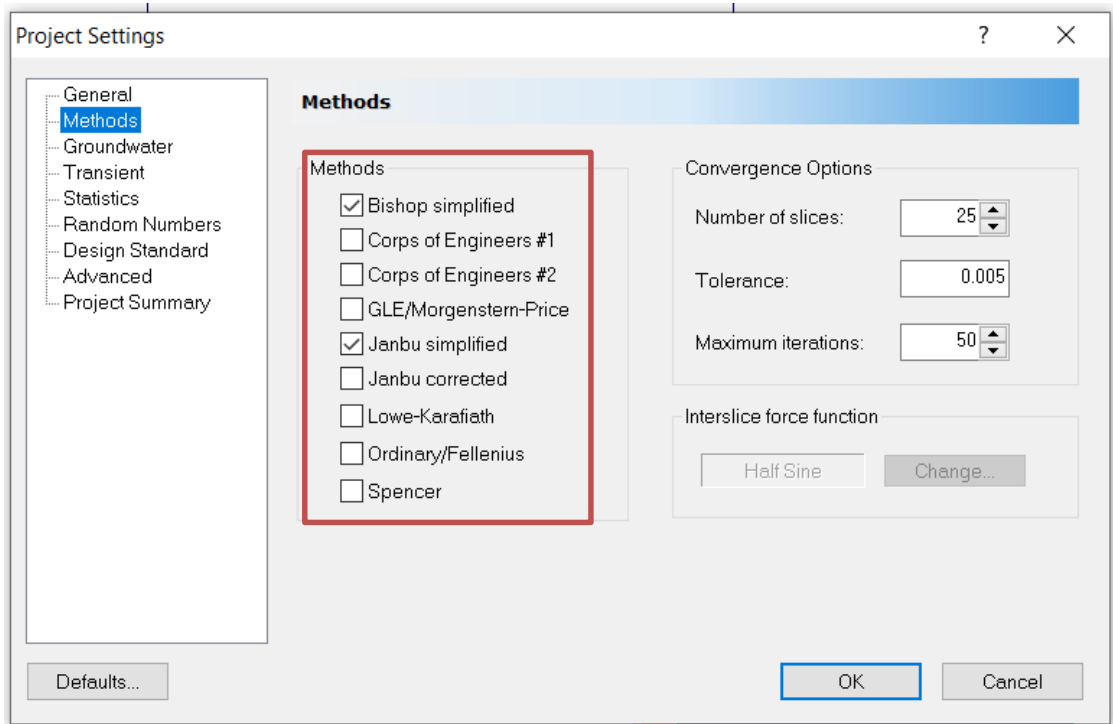 Project Settings
?
General
Methods
Groundwater
Transient
Statistics
Random Numbers
Design Standard
Advanced
Project Summary
Methods
Methods
Bishop simplified
Corps of Engineers #1
Corps of Engineers #2
GLE/Morgenstern-Price
Janbu simplified
Janbu corrected
Lowe-Karafiath
Ordinary/Fellenius
Spencer
Convergence Options
Number of slices: 25
Tolerance: 0.005
Maximum iterations: 50
Interslice force function
Half Sine Change...
Defaults... OK Cancel